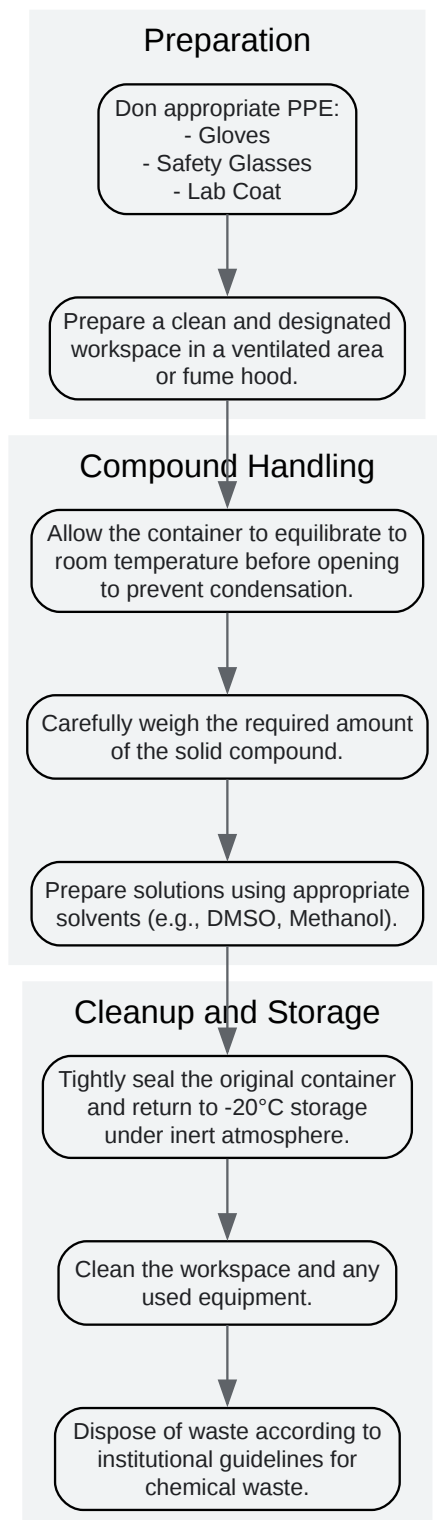 Preparation
Don appropriate PPE:
- Gloves
- Safety Glasses
- Lab Coat
Prepare a clean and designated
workspace in a ventilated area
or fume hood.
Compound Handling
Allow the container to equilibrate to
room temperature before opening
to prevent condensation.
Carefully weigh the required amount
of the solid compound.
Prepare solutions using appropriate
solvents (e.g., DMSO, Methanol).
Cleanup and Storage
Tightly seal the original container
and return to -20°C storage
under inert atmosphere.
Clean the workspace and any
used equipment.
Dispose of waste according to
institutional guidelines for
chemical waste.